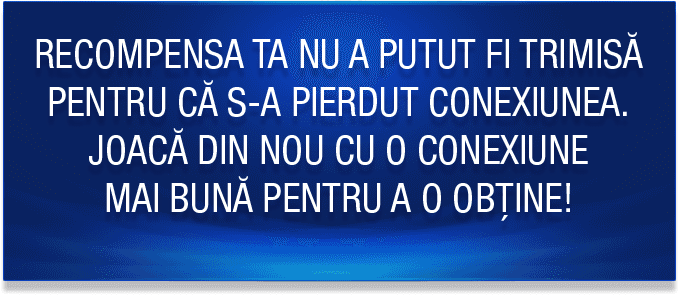 RECOMPENSA TA NU A PUTUT FI TRIMISĂ
PENTRU CĂ S-A PIERDUT CONEXIUNEA.
JOACĂ DIN NOU CU O CONEXIUNE
MAI BUNĂ PENTRU A O OBȚINE!